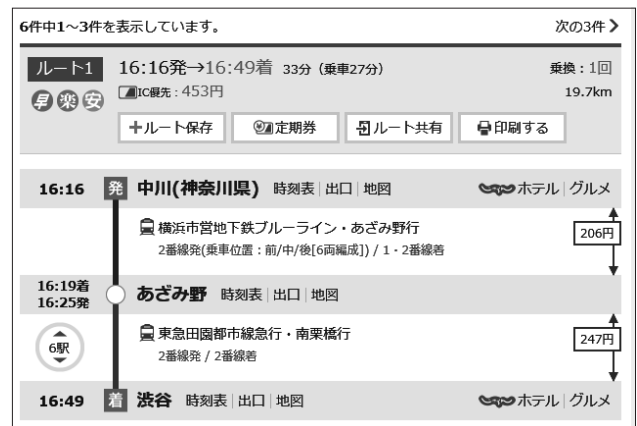 6件中1～3件を表示しています。 次の3件 ❯
ルート1 16:16発→16:49着 33分（乗車27分） 乗換：1回
早 楽 安 IC優先：453円 19.7km
＋ルート保存 定期券 ルート共有 印刷する
16:16 発 中川(神奈川県) 時刻表｜出口｜地図 ホテル｜グルメ
横浜市営地下鉄ブルーライン・あざみ野行 206円
2番線発(乗車位置：前/中/後[6両編成]) / 1・2番線着
16:19着
16:25発 あざみ野 時刻表｜出口｜地図
東急田園都市線急行・南栗橋行 247円
6駅 2番線発 / 2番線着
16:49 着 渋谷 時刻表｜出口｜地図 ホテル｜グルメ